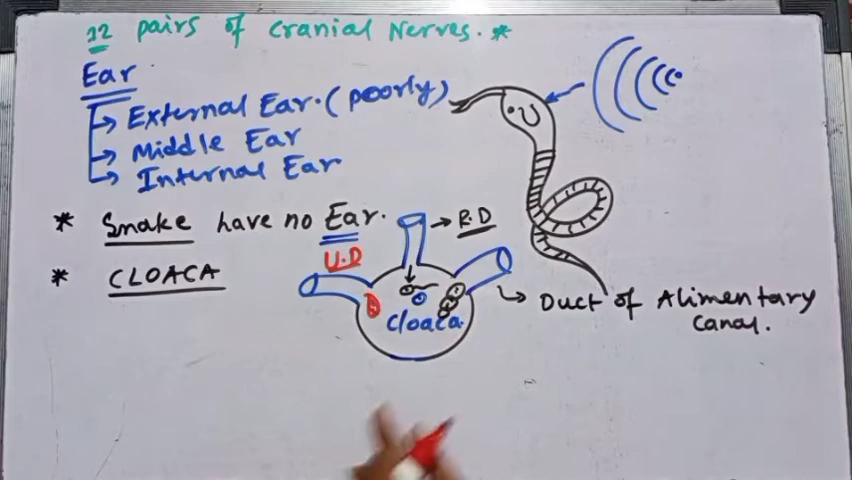 12 pairs of Cranial Nerves. *
Ear
External Ear. (poorly)
Middle Ear
Internal Ear
* Snake have no Ear.
R.D
U.D
* CLOACA
Cloaca.
Duct of Alimentary
Canal.